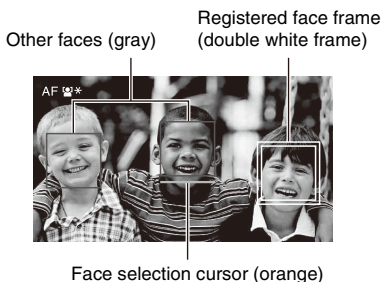 Registered face frame
Other faces (gray)
(double white frame)
AF
Face selection cursor (orange)